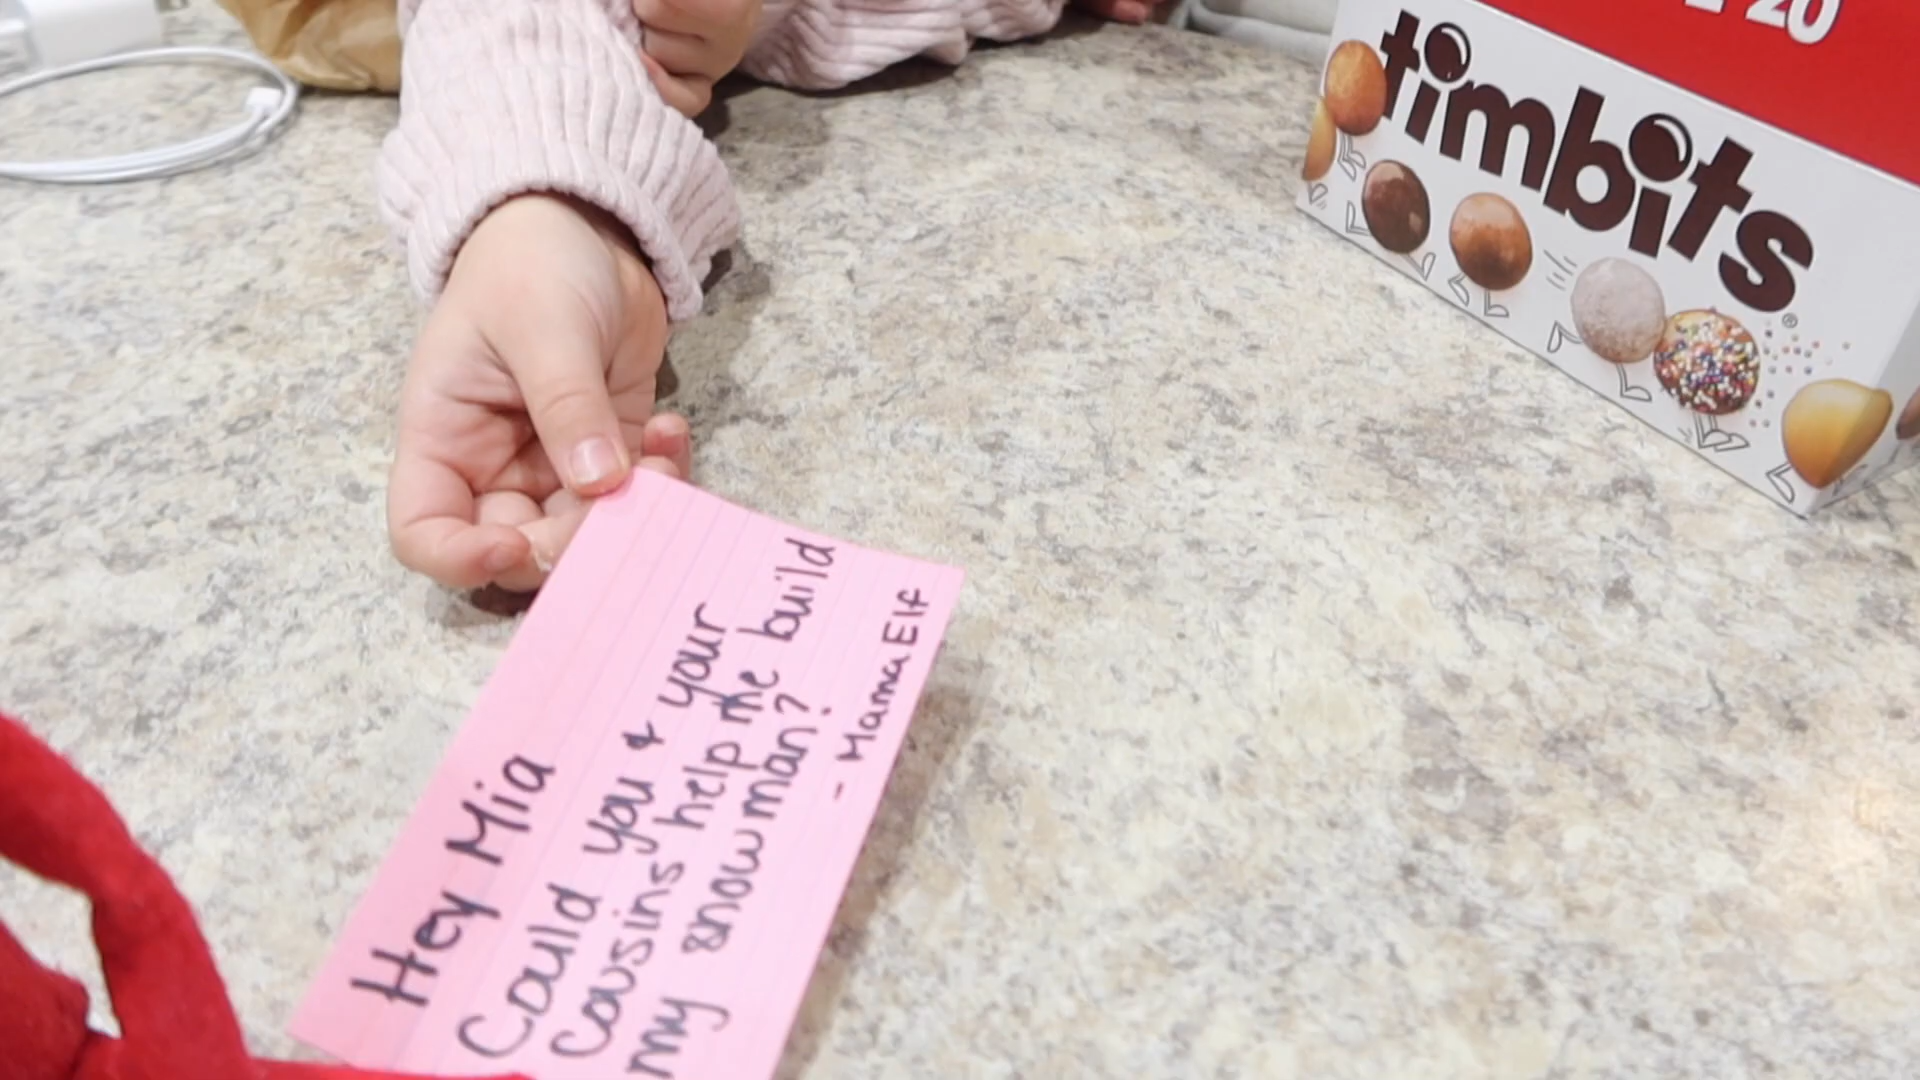 Hey Mia
Could you & your
cousins help me build
my snowman?
- Mama Elf
20
timbits®